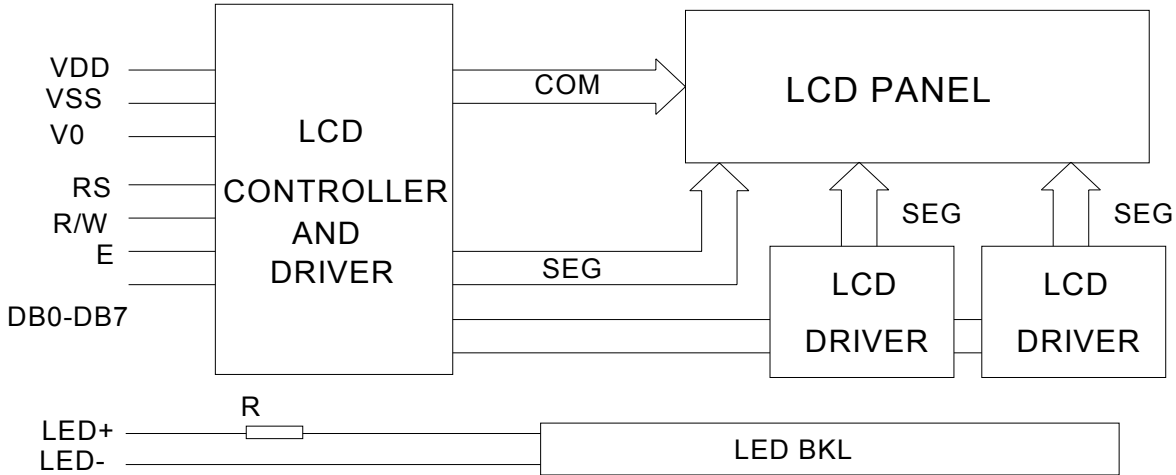 VDD
VSS
V0
RS
R/W
E
DB0-DB7
LCD
CONTROLLER
AND
DRIVER
COM
SEG
LCD PANEL
SEG
SEG
LCD
DRIVER
LCD
DRIVER
R
LED+
LED-
LED BKL